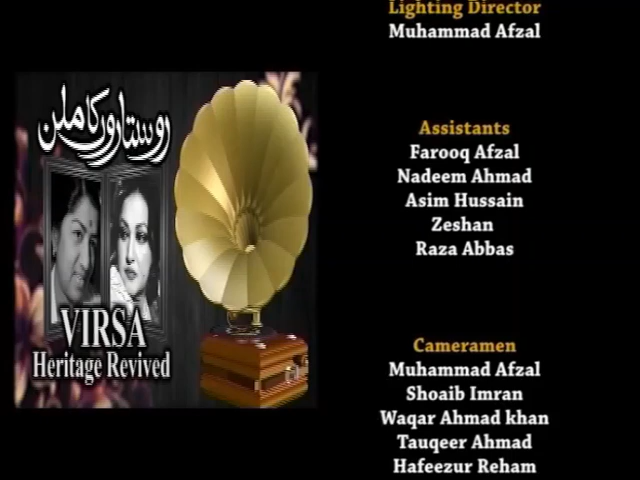 دو ستاروں کا ملن
VIRSA
Heritage Revived
Lighting Director
Muhammad Afzal
Assistants
Farooq Afzal
Nadeem Ahmad
Asim Hussain
Zeshan
Raza Abbas
Cameramen
Muhammad Afzal
Shoaib Imran
Waqar Ahmad khan
Tauqeer Ahmad
Hafeezur Reham